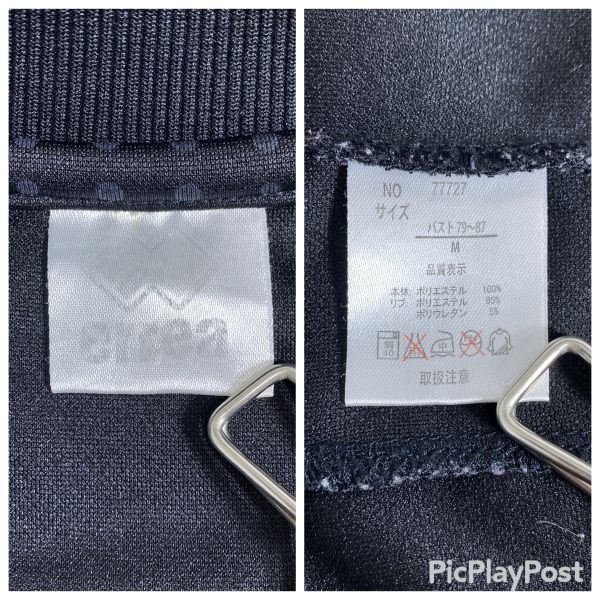 NO 77727
サイズ
バスト79〜87
M
品質表示
本体: ポリエステル 100%
リブ: ポリエステル 95%
ポリウレタン 5%
40
中
取扱注意
PicPlayPost